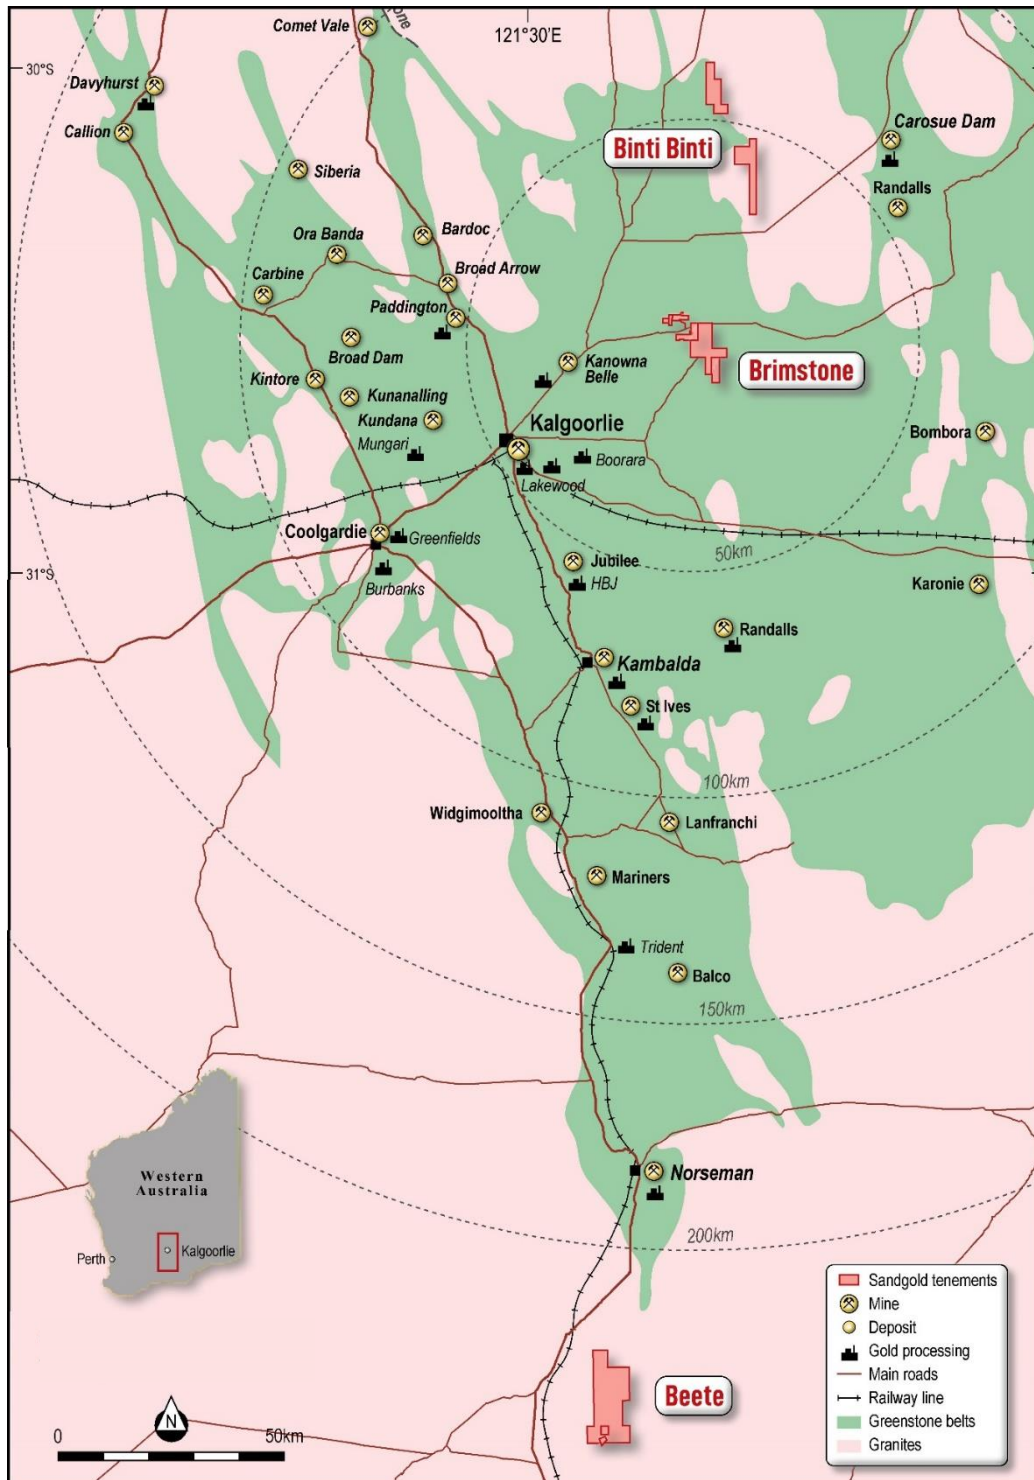 Comet Vale
one
121°30'E
30°S
Davyhurst
Callion
Binti Binti
Carosue Dam
Siberia
Randalls
Bardoc
Ora Banda
Carbine
Broad Arrow
Paddington
Broad Dam
Kanowna
Belle
Brimstone
Kintore
Kunanalling
Kundana
Kalgoorlie
Bombora
Mungari
Boorara
Lakewood
Coolgardie
Greenfields
50km
Jubilee
31°S
HBJ
Karonie
Burbanks
Randalls
Kambalda
St Ives
100km
Widgimooltha
Lanfranchi
Mariners
Trident
Balco
150km
Western
Australia
Norseman
200km
Perth
Kalgoorlie
Sandgold tenements
Mine
Deposit
Gold processing
Main roads
Railway line
Greenstone belts
Granites
Beete
N
0
50km